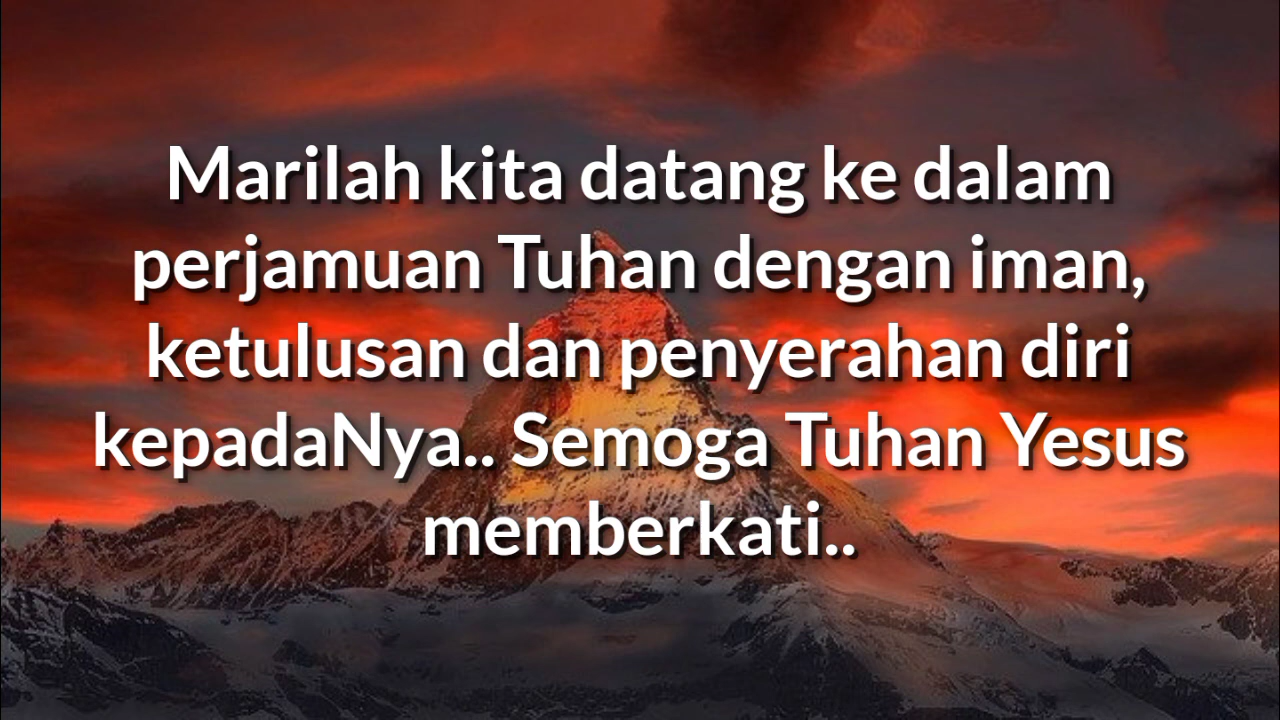 Marilah kita datang ke dalam
perjamuan Tuhan dengan iman,
ketulusan dan penyerahan diri
kepadaNya.. Semoga Tuhan Yesus
memberkati..